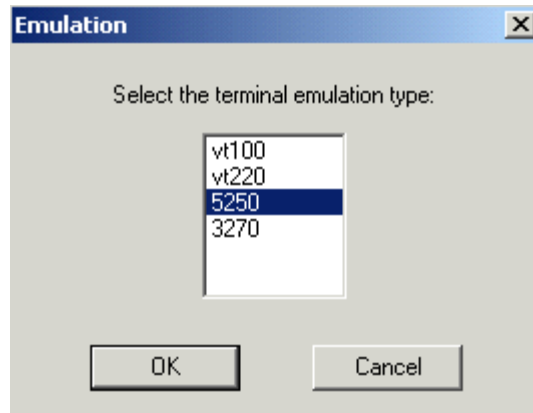 Emulation
Select the terminal emulation type:
vt100
vt220
5250
3270
OK
Cancel